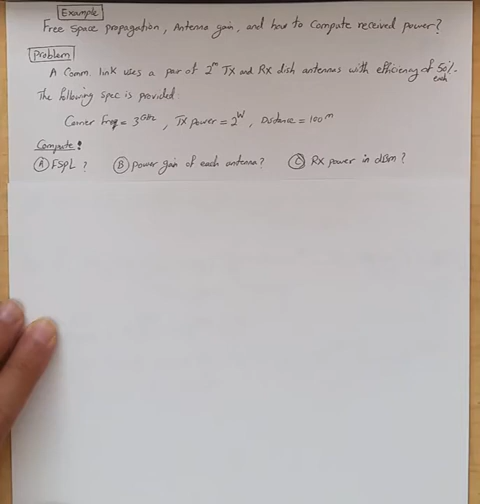 Example
Free Space propagation, Antenna gain, and how to Compute received power?
Problem
A Comm. link uses a pair of 2m TX and RX dish antennas with efficiency of 50% each
The following spec is provided:
Carrier Freq = 3GHz, TX power = 2W, Distance = 100m
Compute:
(A) FSPL? (B) power gain of each antenna? (C) RX power in dBm?